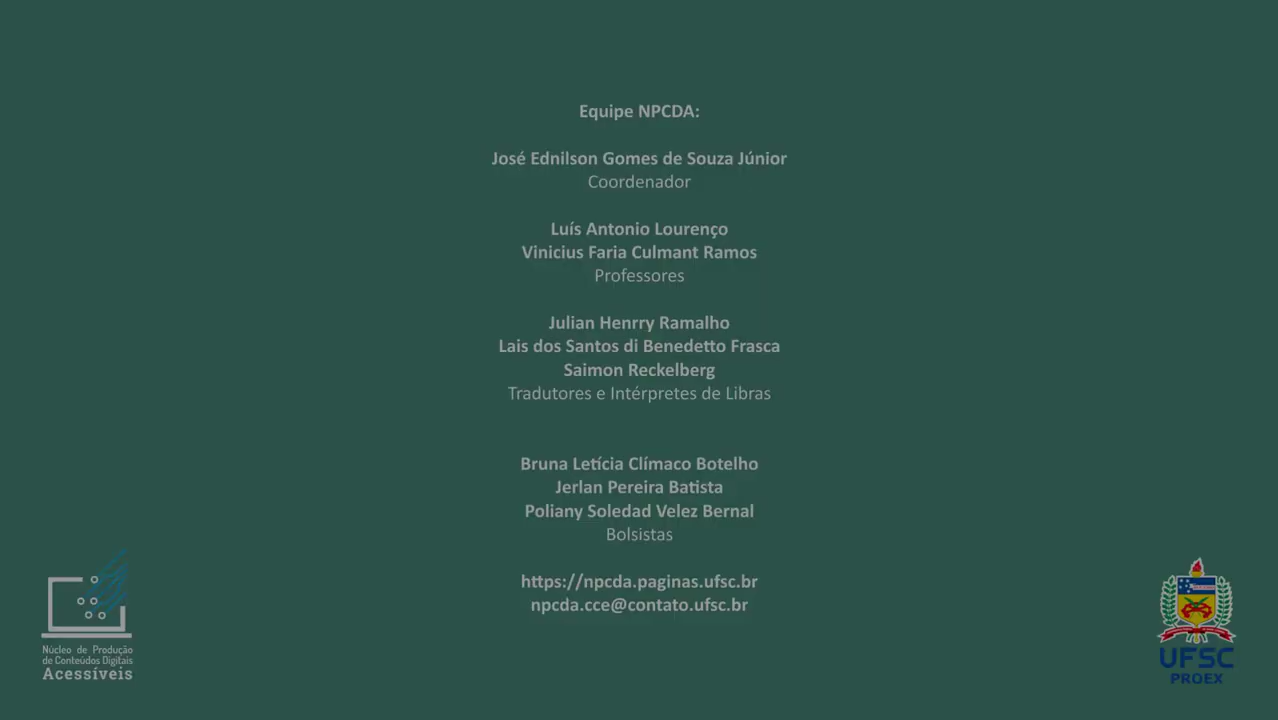 Equipe NPCDA:
José Ednilson Gomes de Souza Júnior
Coordenador
Luís Antonio Lourenço
Vinicius Faria Culmant Ramos
Professores
Julian Henrry Ramalho
Lais dos Santos di Benedetto Frasca
Saimon Reckelberg
Tradutores e Intérpretes de Libras
Bruna Letícia Clímaco Botelho
Jerlan Pereira Batista
Poliany Soledad Velez Bernal
Bolsistas
https://npcda.paginas.ufsc.br
npcda.cce@contato.ufsc.br
Núcleo de Produção
de Conteúdos Digitais
Acessíveis
UFSC
PROEX